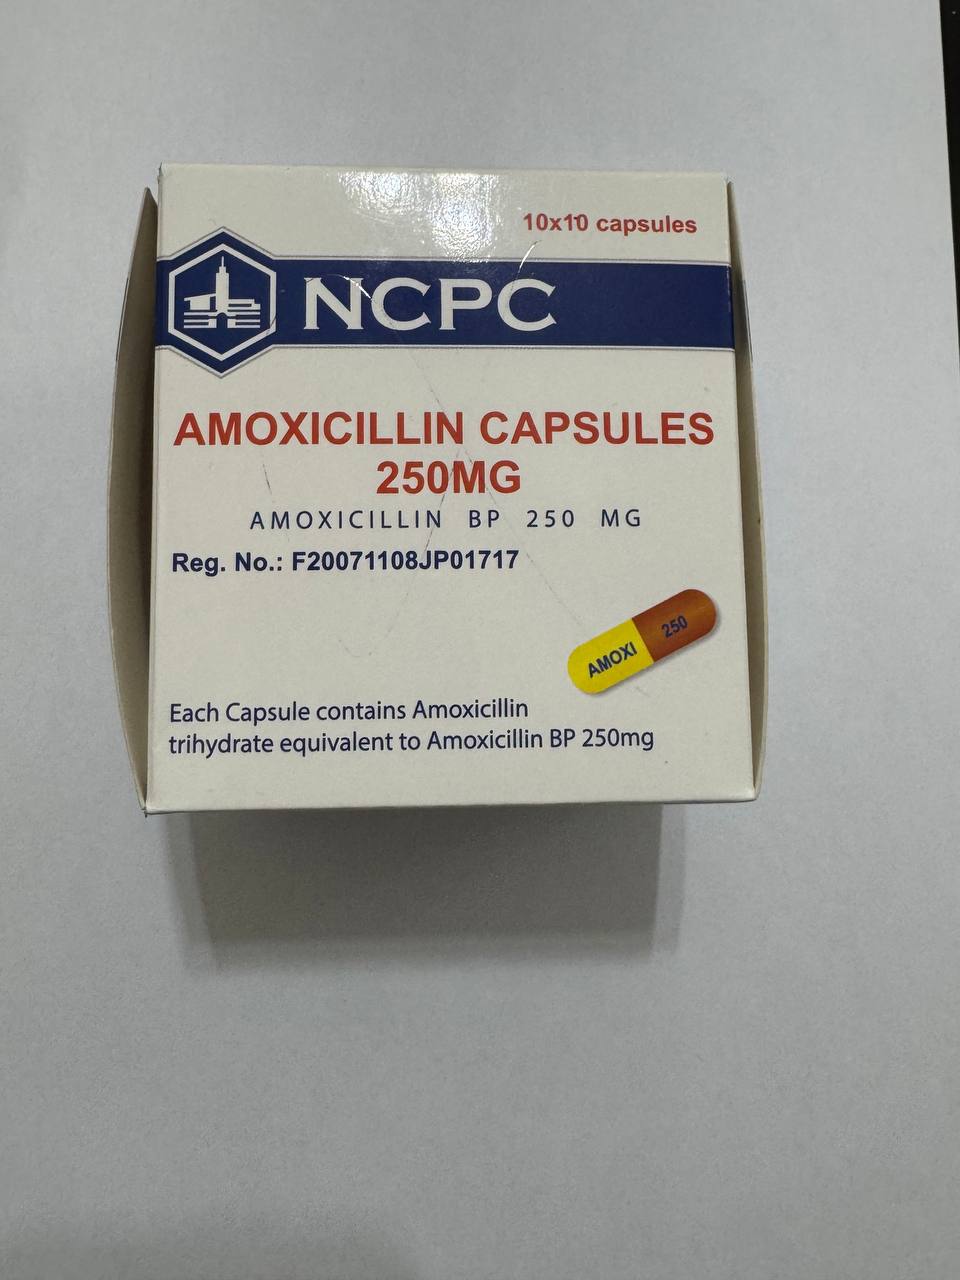 10x10 capsules
NCPC
AMOXICILLIN CAPSULES
250MG
AMOXICILLIN BP 250 MG
Reg. No.: F20071108JP01717
AMOXI 250
Each Capsule contains Amoxicillin
trihydrate equivalent to Amoxicillin BP 250mg